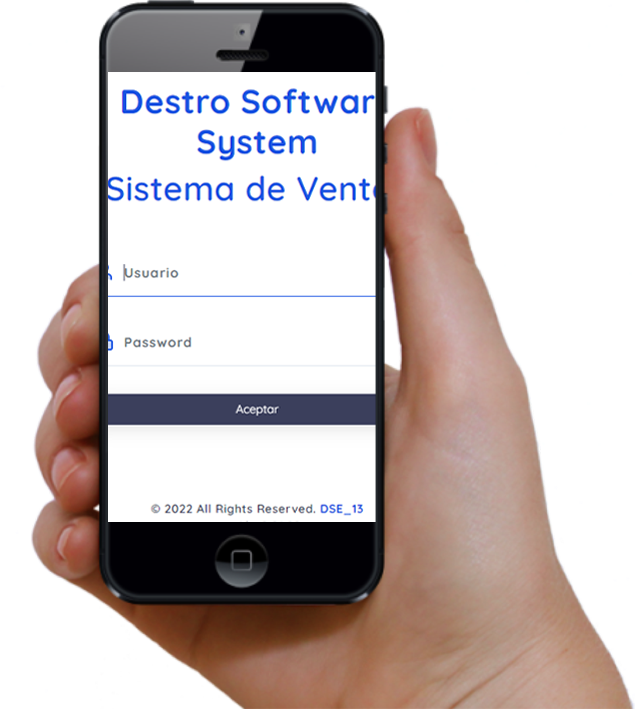 Destro Softwar
System
Sistema de Vent
Usuario
Password
Aceptar
© 2022 All Rights Reserved. DSE_13